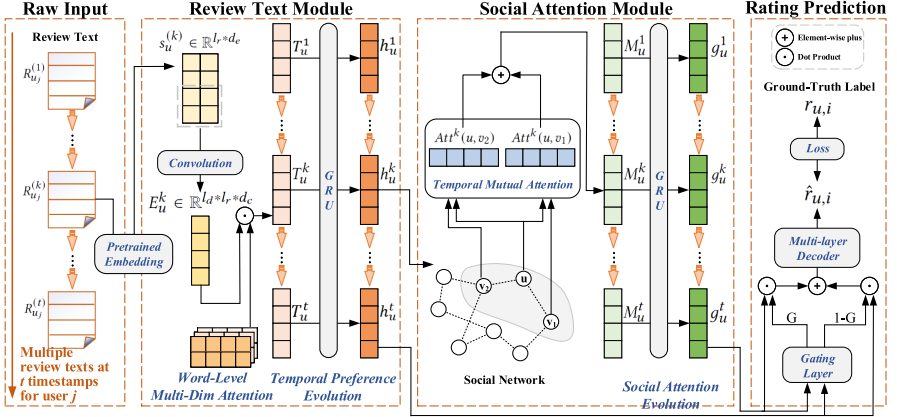 Raw Input
Review Text
R_{u_j}^{(1)}
R_{u_j}^{(k)}
R_{u_j}^{(t)}
Multiple
review texts at
t timestamps
for user j
Pretrained
Embedding
Review Text Module
s_u^{(k)} ∈ ℝ^{l_r*d_e}
Convolution
E_u^k ∈ ℝ^{l_d*l_r*d_c}
Word-Level
Multi-Dim Attention
T_u^1
T_u^k
T_u^t
GRU
h_u^1
h_u^k
h_u^t
Temporal Preference
Evolution
Social Attention Module
Att^k(u, v_2)
Att^k(u, v_1)
Temporal Mutual Attention
v_2
u
v_1
Social Network
M_u^1
M_u^k
M_u^t
GRU
g_u^1
g_u^k
g_u^t
Social Attention
Evolution
Rating Prediction
Element-wise plus
Dot Product
Ground-Truth Label
r_{u,i}
Loss
r̂_{u,i}
Multi-layer
Decoder
G
1-G
Gating
Layer